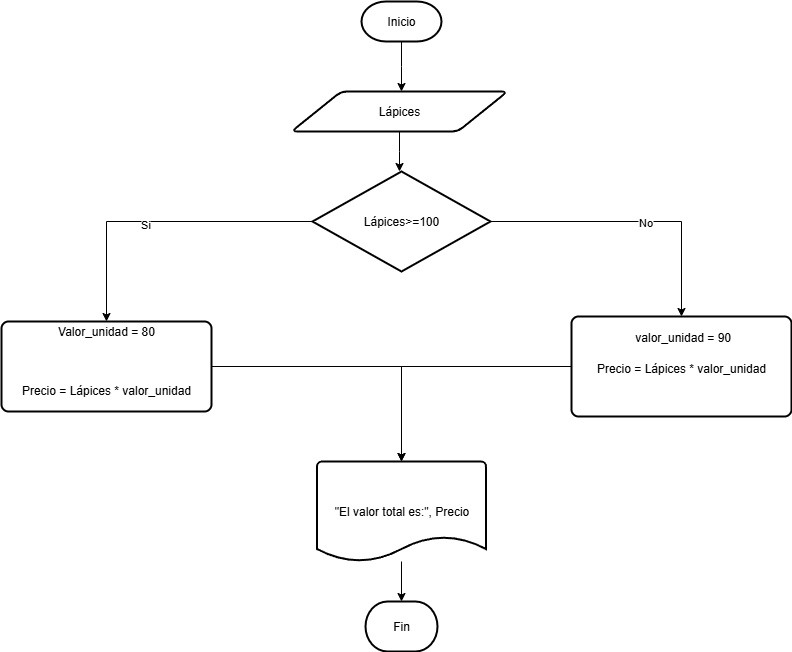 Inicio
Lápices
Lápices>=100
Si
No
Valor_unidad = 80
Precio = Lápices * valor_unidad
valor_unidad = 90
Precio = Lápices * valor_unidad
"El valor total es:", Precio
Fin